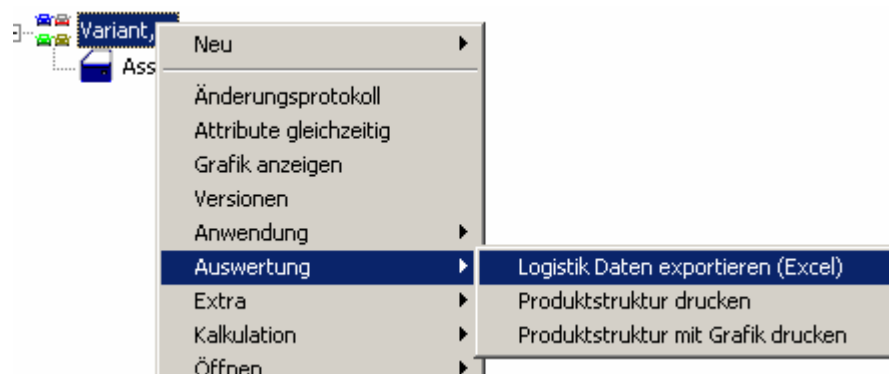 Variant,
Ass
Neu
Änderungsprotokoll
Attribute gleichzeitig
Grafik anzeigen
Versionen
Anwendung
Auswertung
Logistik Daten exportieren (Excel)
Extra
Produktstruktur drucken
Kalkulation
Produktstruktur mit Grafik drucken
Öffnen